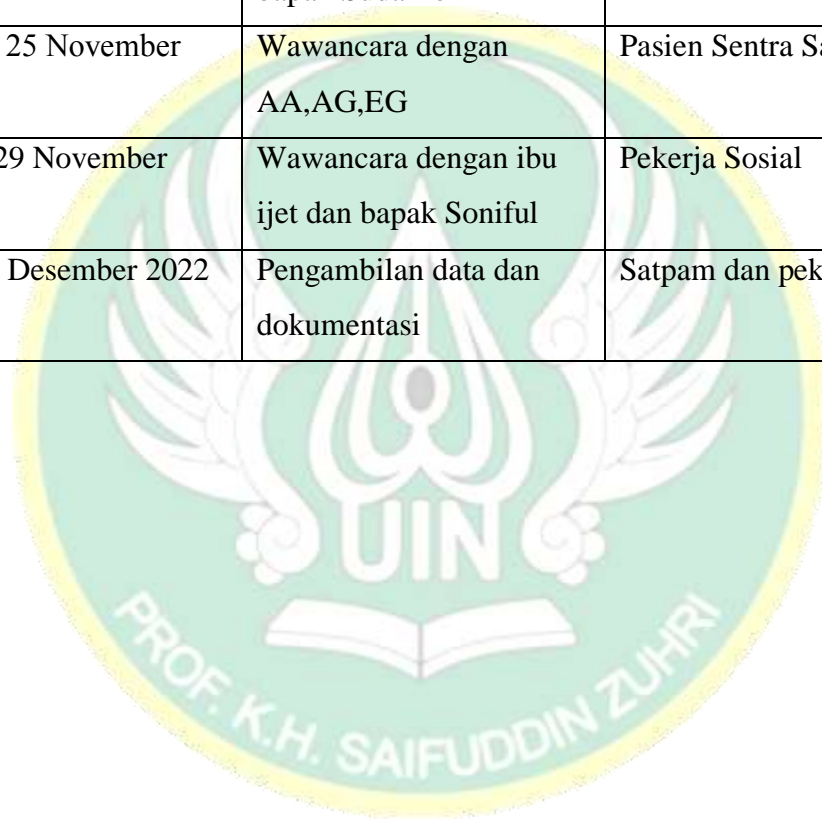 25 November Wawancara dengan Pasien Sentra
AA,AG,EG
29 November Wawancara dengan ibu Pekerja Sosial
ijet dan bapak Soniful
Desember 2022 Pengambilan data dan Satpam dan
dokumentasi
UIN
PROF. K.H. SAIFUDDIN ZUHRI